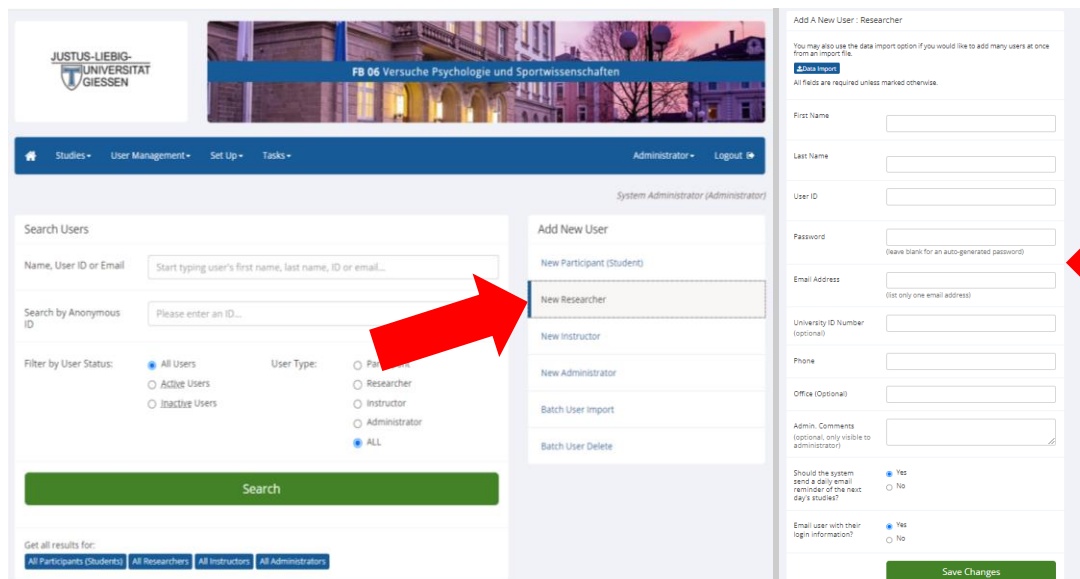 JUSTUS-LIEBIG-
UNIVERSITAT
GIESSEN
FB 06 Versuche Psychologie und Sportwissenschaften
Studies
User Management
Set Up
Tasks
Administrator
Logout
System Administrator (Administrator)
Search Users
Name, User ID or Email
Start typing user's first name, last name, ID or email...
Search by Anonymous
ID
Please enter an ID...
Filter by User Status:
All Users
Active Users
Inactive Users
User Type:
Researcher
Instructor
Administrator
ALL
Search
Get all results for:
All Participants (Students) All Researchers All Instructors All Administrators
Add New User
New Participant (Student)
New Researcher
New Instructor
New Administrator
Batch User Import
Batch User Delete
Add A New User : Researcher
You may also use the data import option if you would like to add many users at once
from an import file.
Data Import
All fields are required unless marked otherwise.
First Name
Last Name
User ID
Password
(leave blank for an auto-generated password)
Email Address
(list only one email address)
University ID Number
(optional)
Phone
Office (Optional)
Admin. Comments
(optional, only visible to
administrator)
Should the system
send a daily email
reminder of the next
day's studies?
Yes
No
Email user with their
login information?
Yes
No
Save Changes